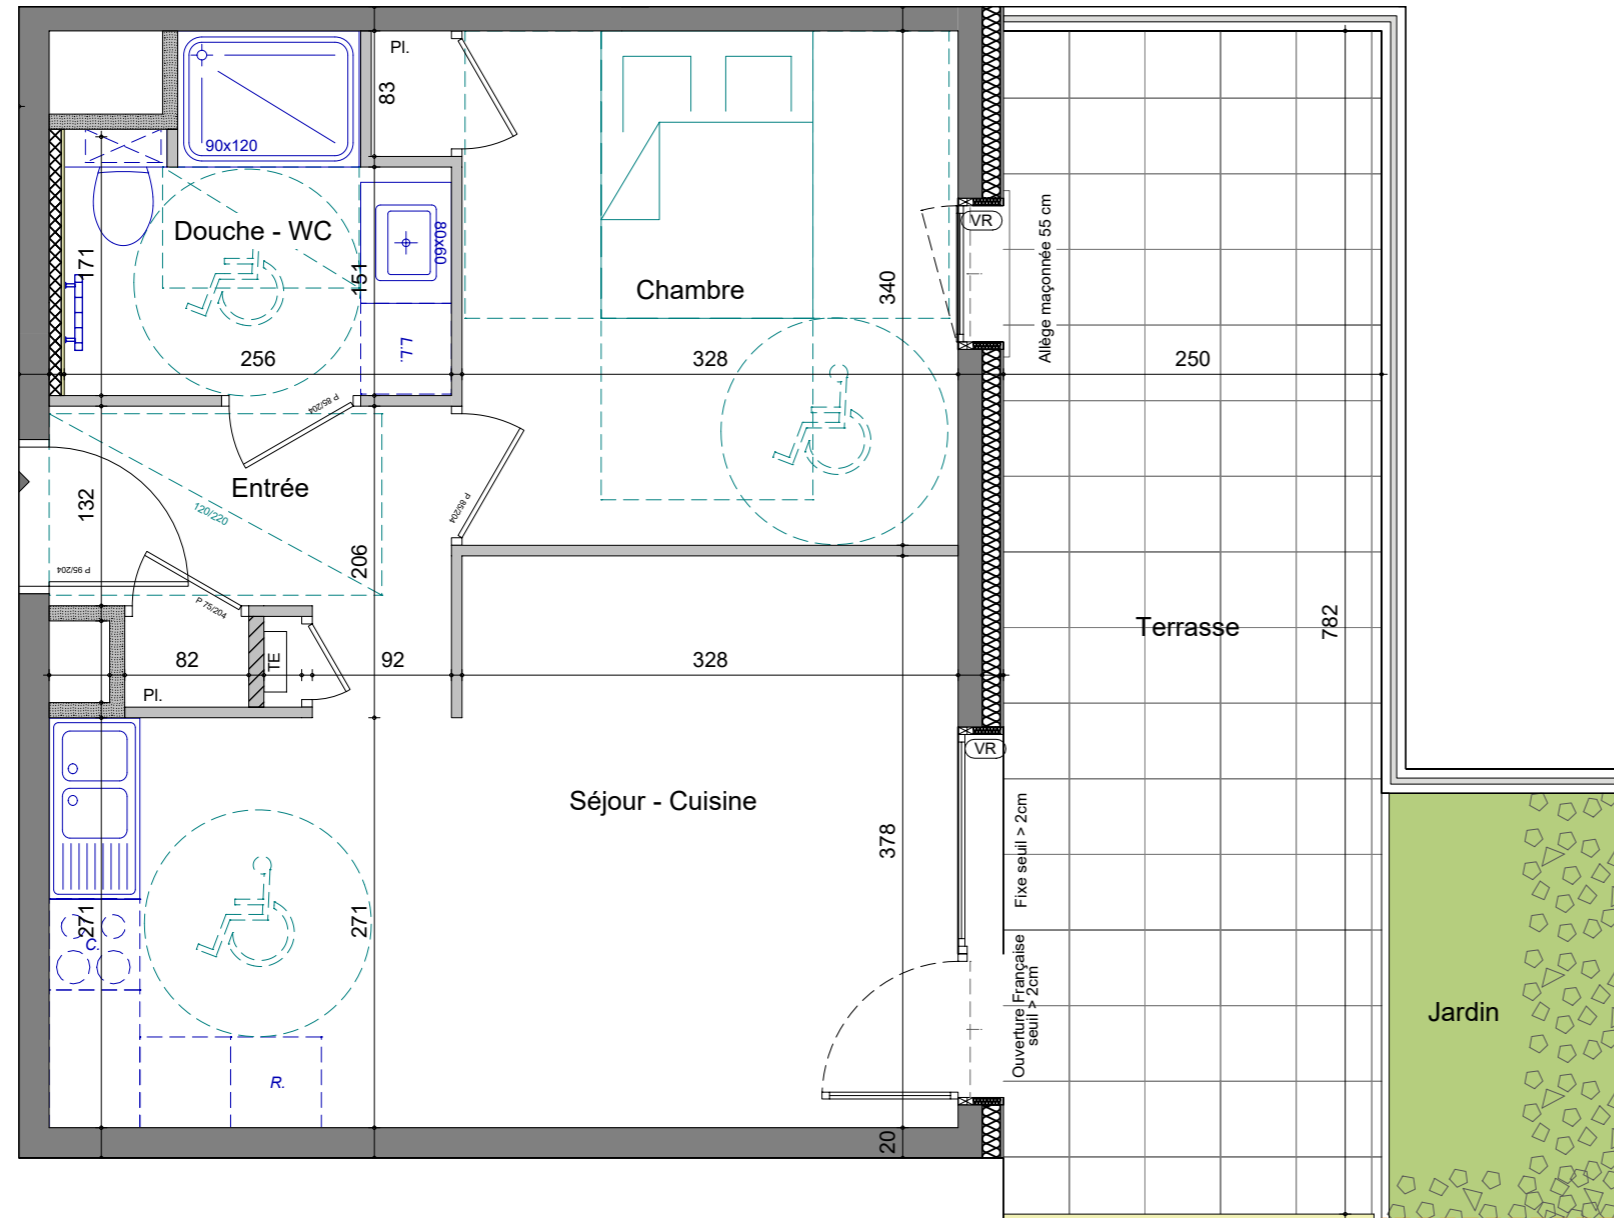 Pl.
83
90x120
Douche - WC
80x60
171
151
L.L.
256
Chambre
340
328
VR
Allège maçonnée 55 cm
250
P 85/204
Entrée
132
120/220
P 85/204
206
P 95/204
P 75/204
82
TE
92
328
Pl.
Terrasse
782
VR
Séjour - Cuisine
378
Fixe seuil > 2cm
271
C.
271
Ouverture Française
seuil > 2cm
Jardin
R.
20